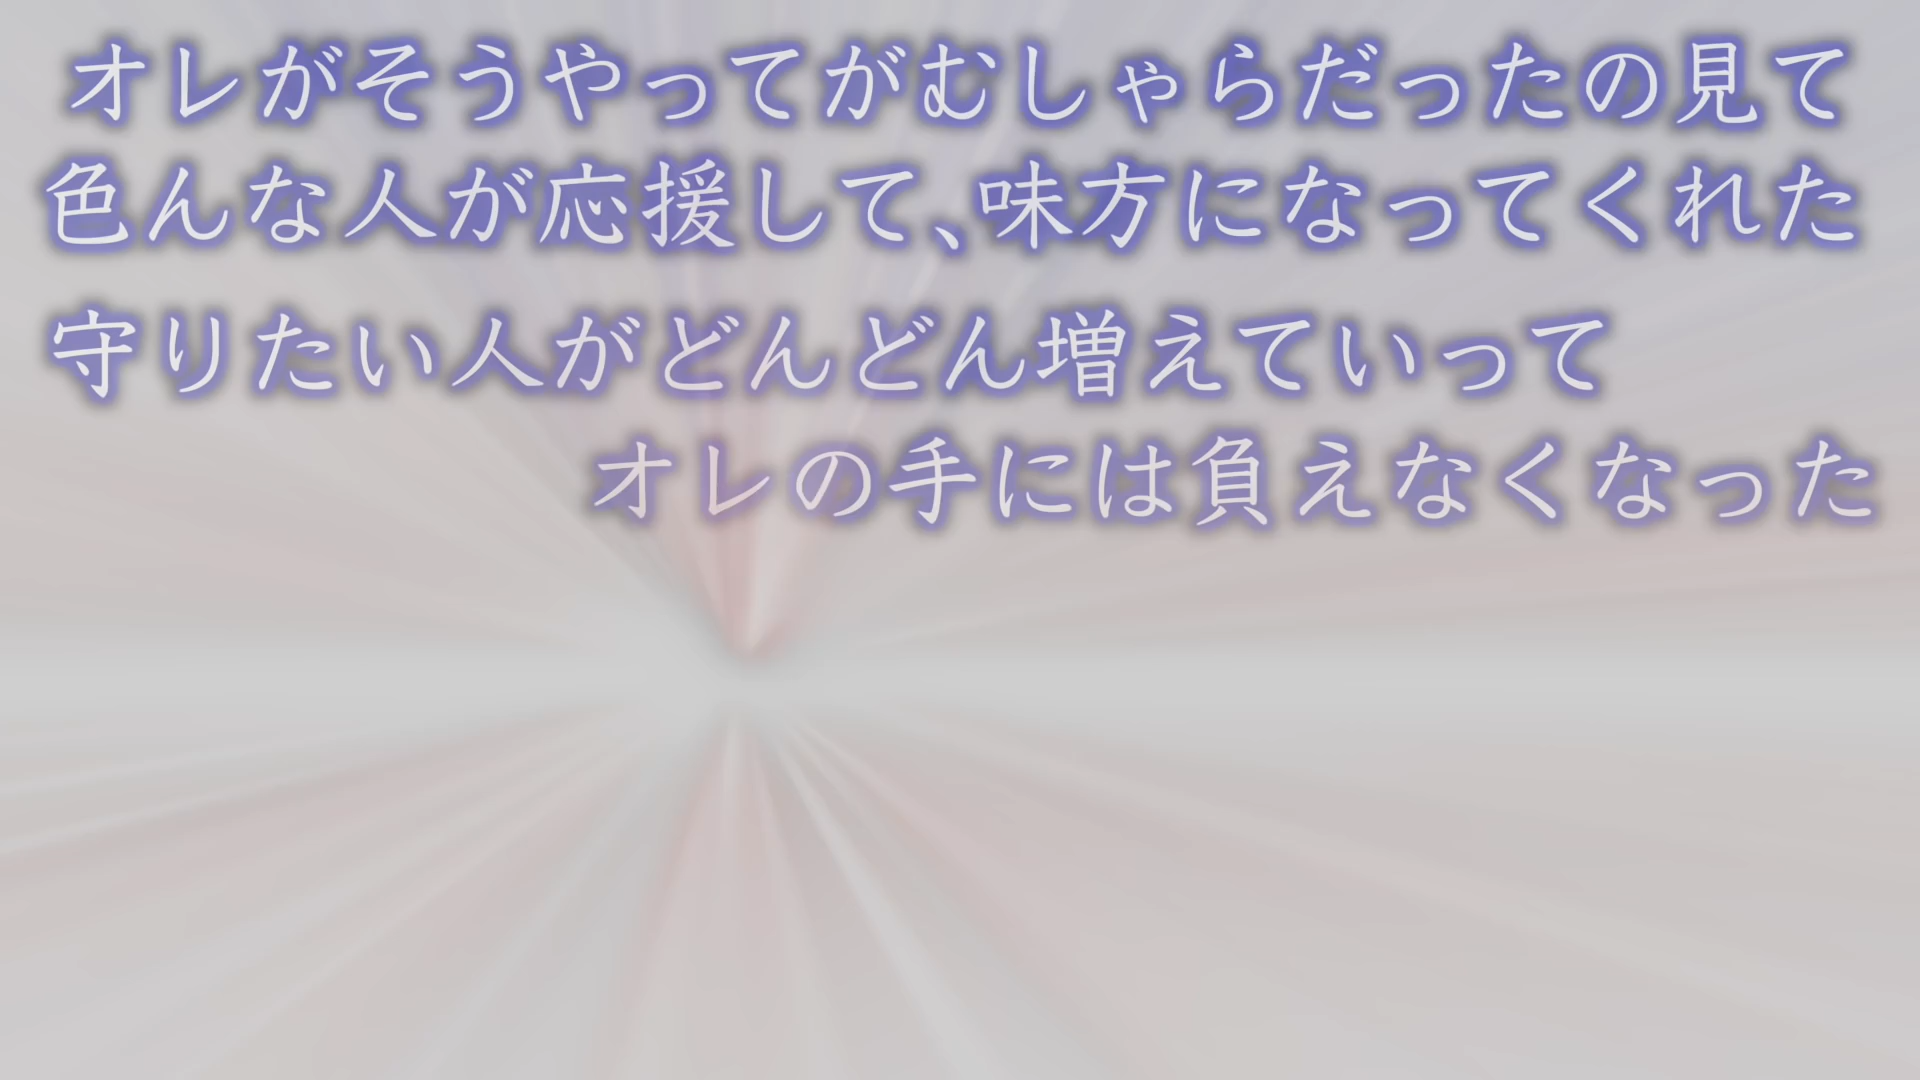 オレがそうやってがむしゃらだったの見て
色んな人が応援して、味方になってくれた
守りたい人がどんどん増えていって
オレの手には負えなくなった